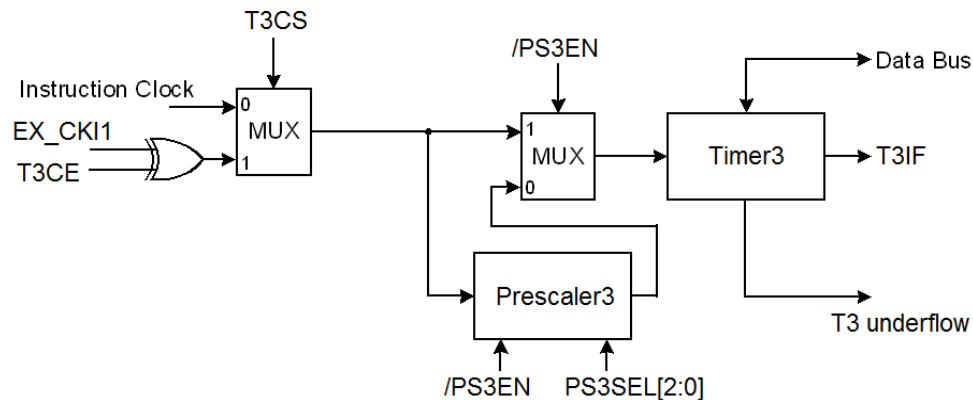 T3CS
/PS3EN
Instruction Clock
0
MUX
1
EX_CKI1
T3CE
1
MUX
0
Timer3
Data Bus
T3IF
T3 underflow
Prescaler3
/PS3EN
PS3SEL[2:0]